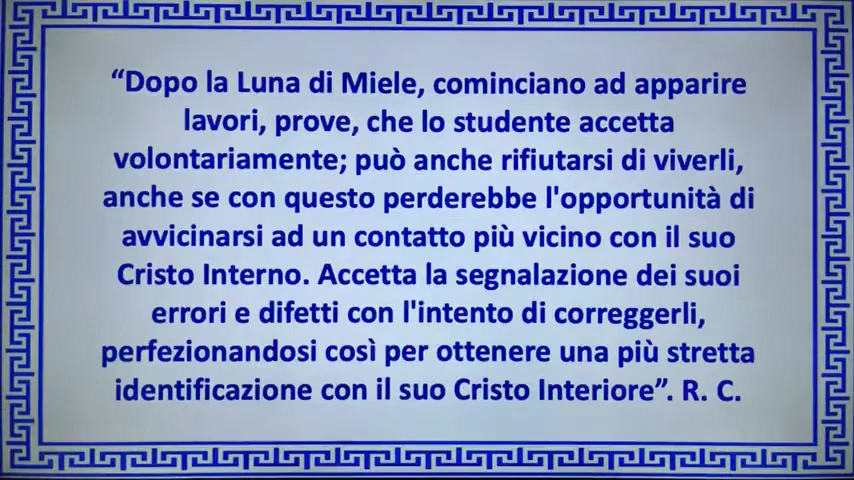 “Dopo la Luna di Miele, cominciano ad apparire
lavori, prove, che lo studente accetta
volontariamente; può anche rifiutarsi di viverli,
anche se con questo perderebbe l'opportunità di
avvicinarsi ad un contatto più vicino con il suo
Cristo Interno. Accetta la segnalazione dei suoi
errori e difetti con l'intento di correggerli,
perfezionandosi così per ottenere una più stretta
identificazione con il suo Cristo Interiore”. R. C.